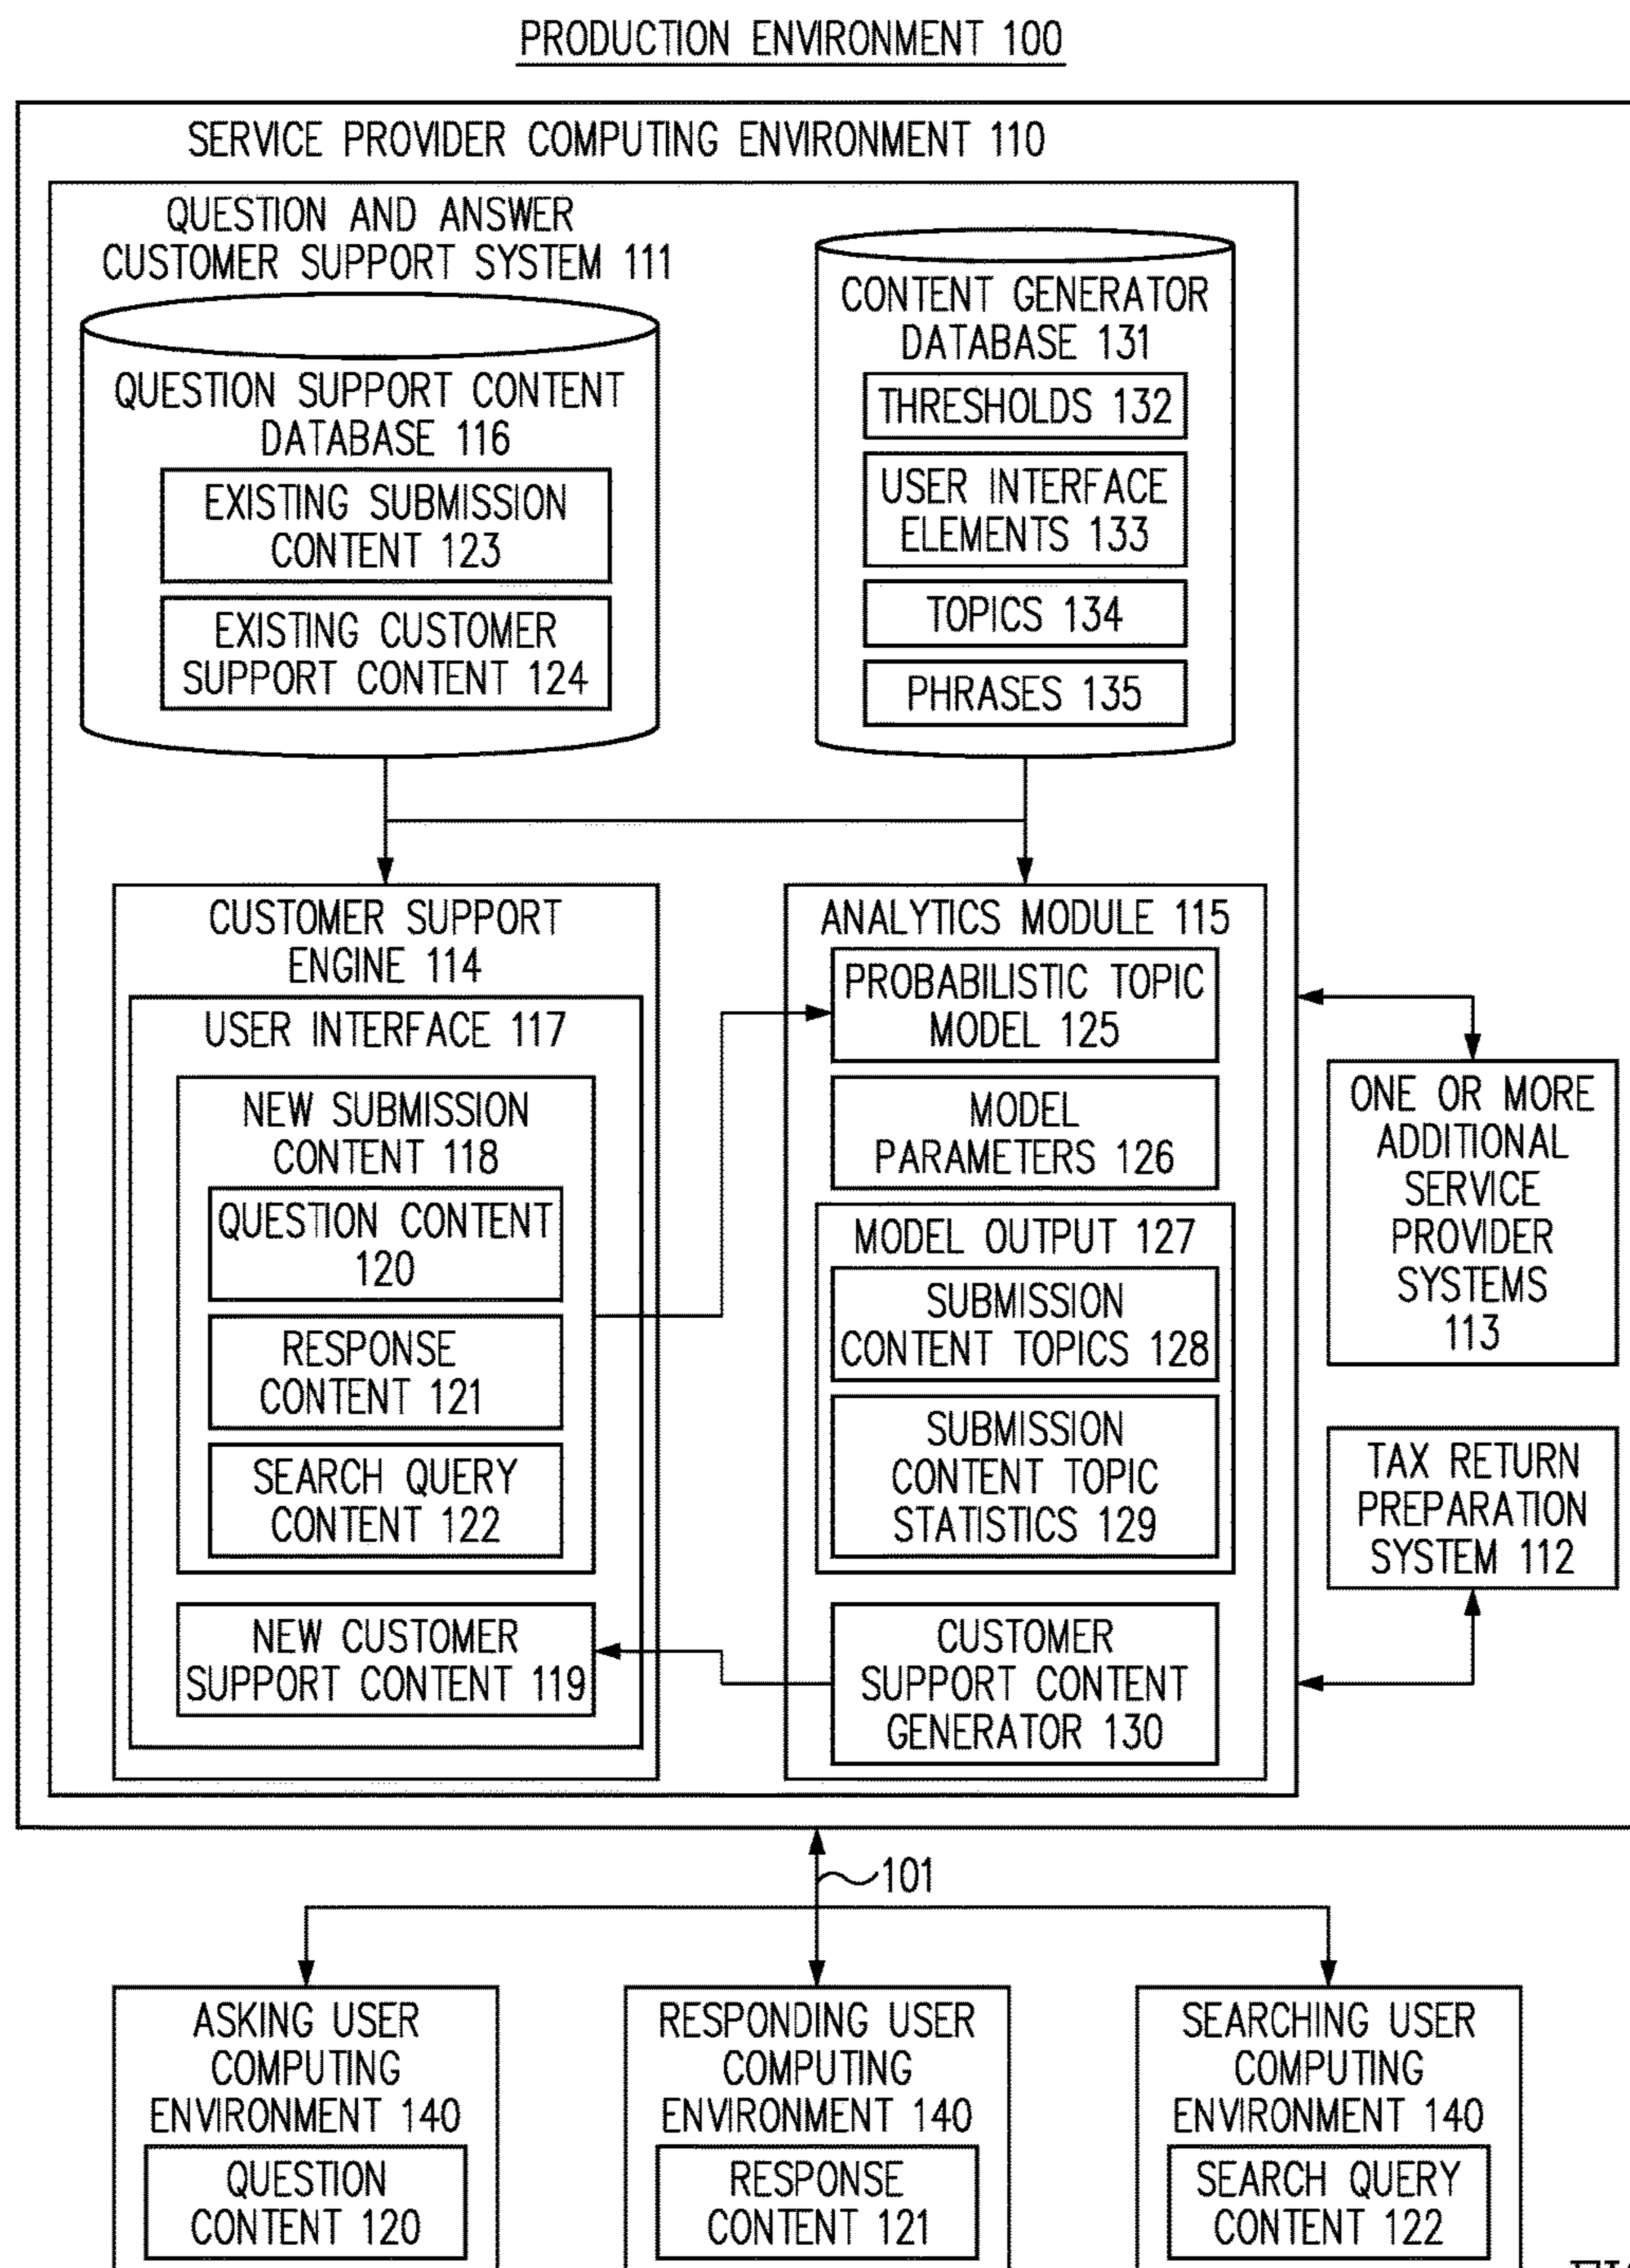 PRODUCTION ENVIRONMENT 100
SERVICE PROVIDER COMPUTING ENVIRONMENT 110
QUESTION AND ANSWER
CUSTOMER SUPPORT SYSTEM 111
QUESTION SUPPORT CONTENT
DATABASE 116
EXISTING SUBMISSION
CONTENT 123
EXISTING CUSTOMER
SUPPORT CONTENT 124
CONTENT GENERATOR
DATABASE 131
THRESHOLDS 132
USER INTERFACE
ELEMENTS 133
TOPICS 134
PHRASES 135
CUSTOMER SUPPORT
ENGINE 114
USER INTERFACE 117
NEW SUBMISSION
CONTENT 118
QUESTION CONTENT
120
RESPONSE
CONTENT 121
SEARCH QUERY
CONTENT 122
NEW CUSTOMER
SUPPORT CONTENT 119
ANALYTICS MODULE 115
PROBABILISTIC TOPIC
MODEL 125
MODEL
PARAMETERS 126
MODEL OUTPUT 127
SUBMISSION
CONTENT TOPICS 128
SUBMISSION
CONTENT TOPIC
STATISTICS 129
CUSTOMER
SUPPORT CONTENT
GENERATOR 130
ONE OR MORE
ADDITIONAL
SERVICE
PROVIDER
SYSTEMS
113
TAX RETURN
PREPARATION
SYSTEM 112
101
ASKING USER
COMPUTING
ENVIRONMENT 140
QUESTION
CONTENT 120
RESPONDING USER
COMPUTING
ENVIRONMENT 140
RESPONSE
CONTENT 121
SEARCHING USER
COMPUTING
ENVIRONMENT 140
SEARCH QUERY
CONTENT 122